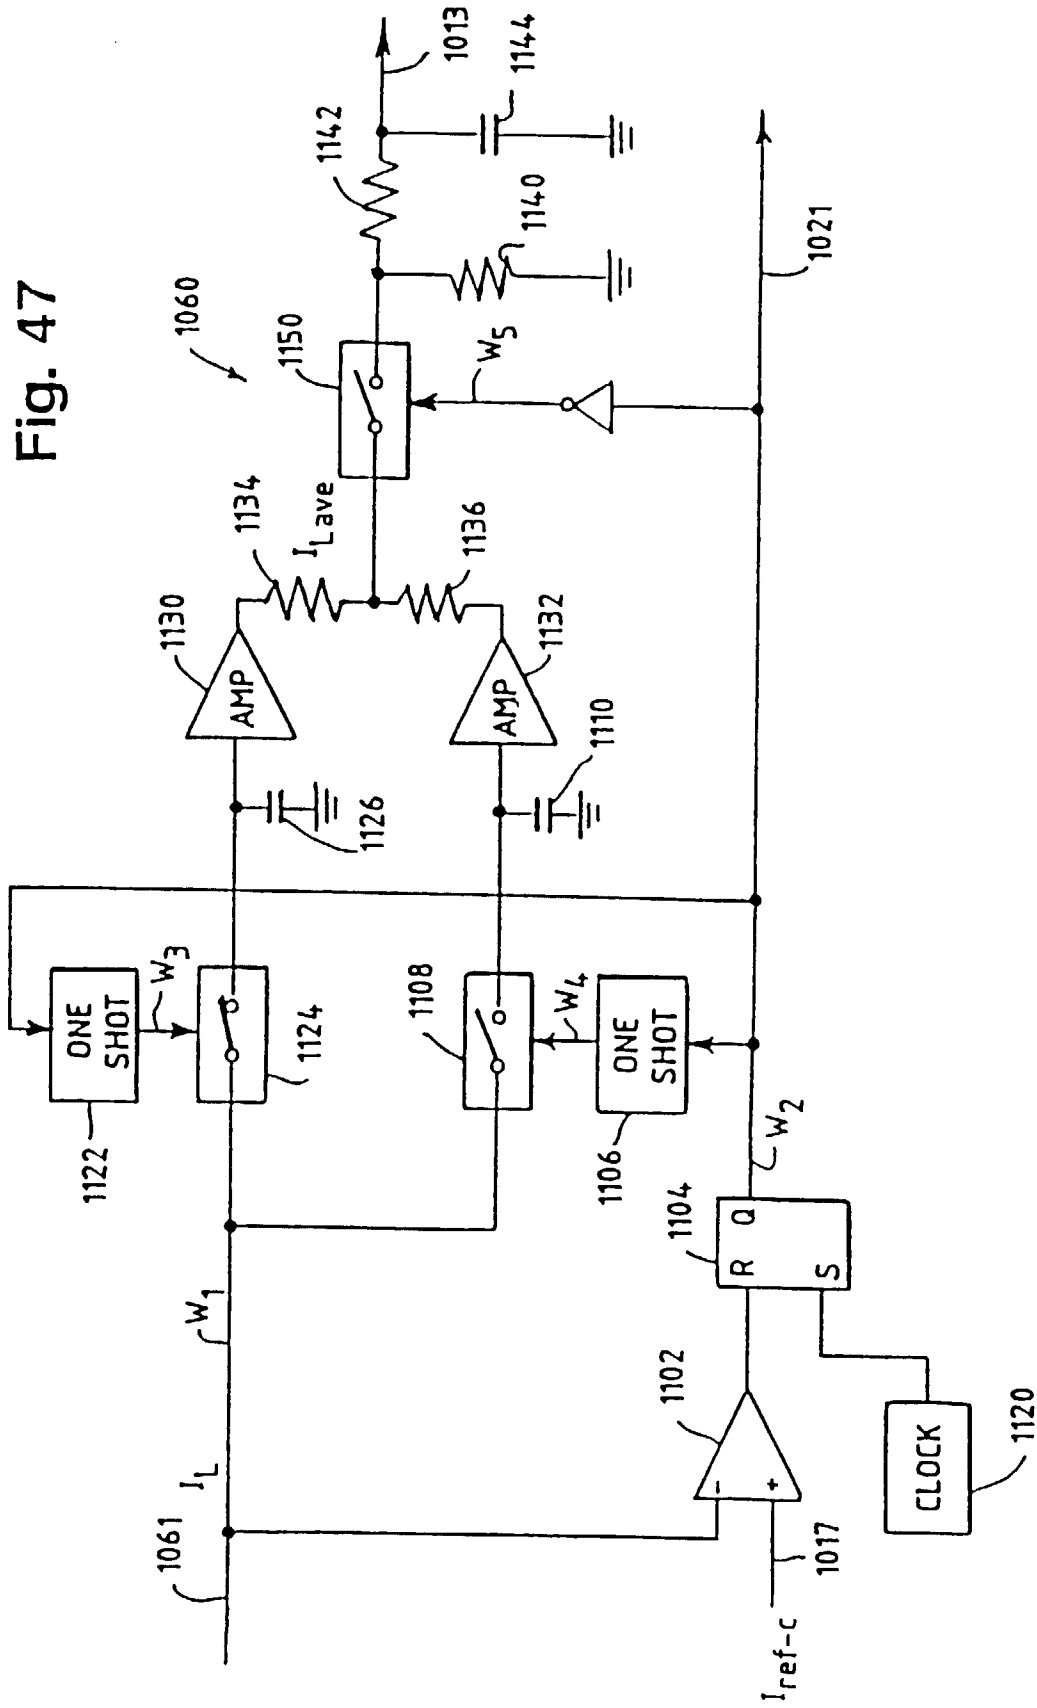 Fig. 47
1060
1061
I_L
W1
1122
ONE
SHOT
W3
1124
1126
1130
AMP
1134
I_Lave
1150
1142
1013
1144
1140
1136
1132
AMP
1110
1108
W4
ONE
SHOT
1106
W5
1021
W2
1104
R
Q
S
1102
-
+
1017
Iref-c
CLOCK
1120